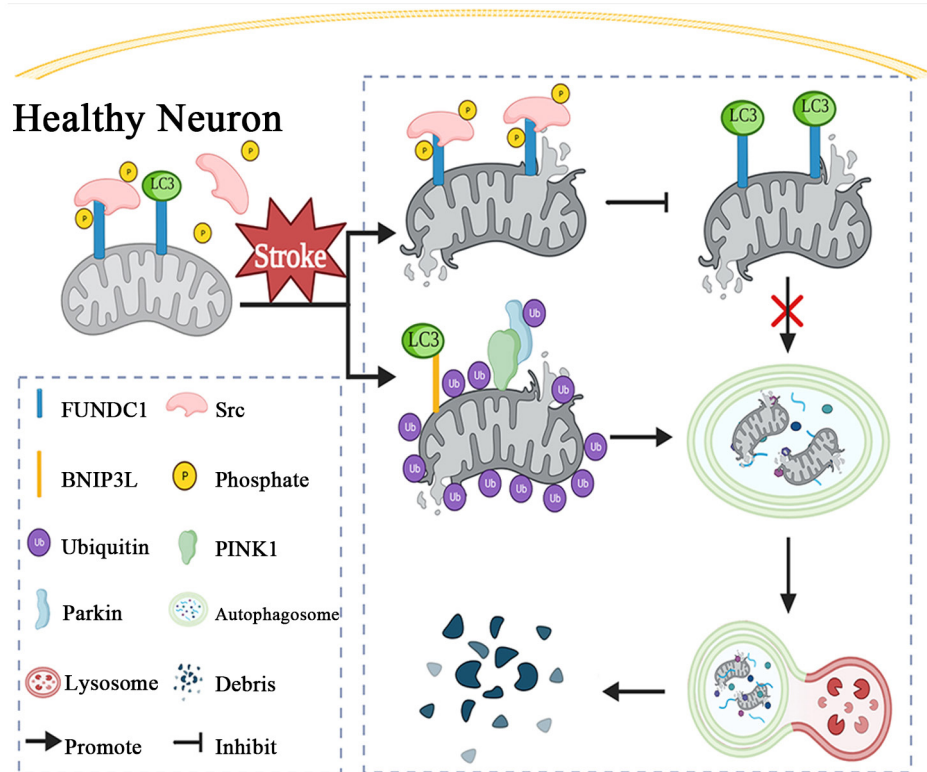 Healthy Neuron
P
P
LC3
P
P
Stroke
P
P
P
P
LC3
LC3
LC3
Ub
Ub
Ub
Ub
Ub
Ub
Ub
Ub
Ub
Ub
Ub
Ub
FUNDC1
Src
BNIP3L
P
Phosphate
Ub
Ubiquitin
PINK1
Parkin
Autophagosome
Lysosome
Debris
Promote
Inhibit